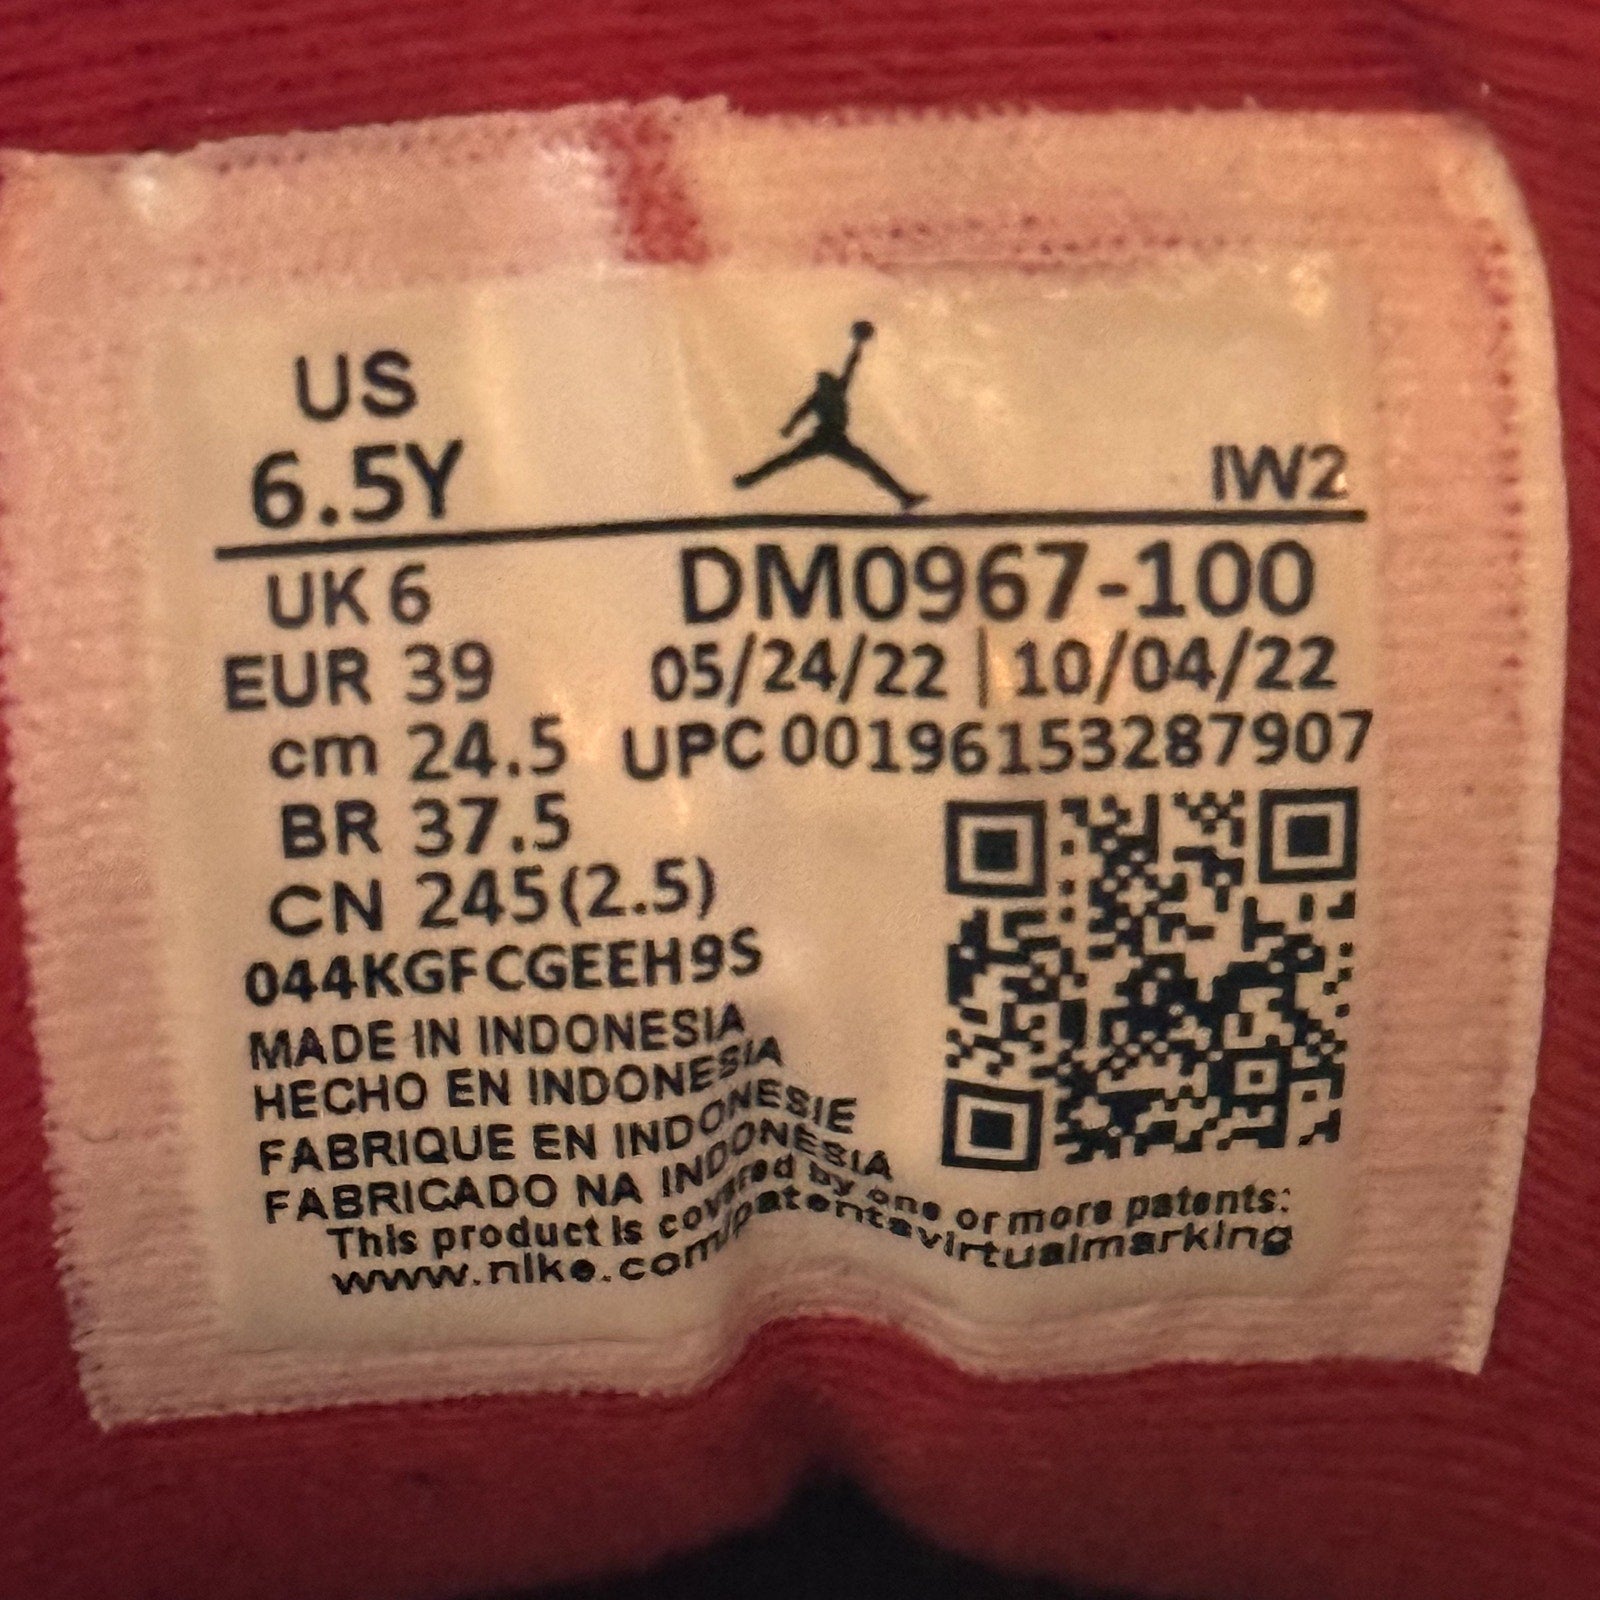 US
6.5Y
IW2
UK 6
DM0967-100
EUR 39
05/24/22 | 10/04/22
cm 24.5
UPC 00196153287907
BR 37.5
CN 245(2.5)
044KGFCGEEH9S
MADE IN INDONESIA
HECHO EN INDONESIA
FABRIQUE EN INDONESIE
FABRICADO NA INDONESIA
This product is covered by one or more patents:
www.nike.com/patentsvirtualmarking